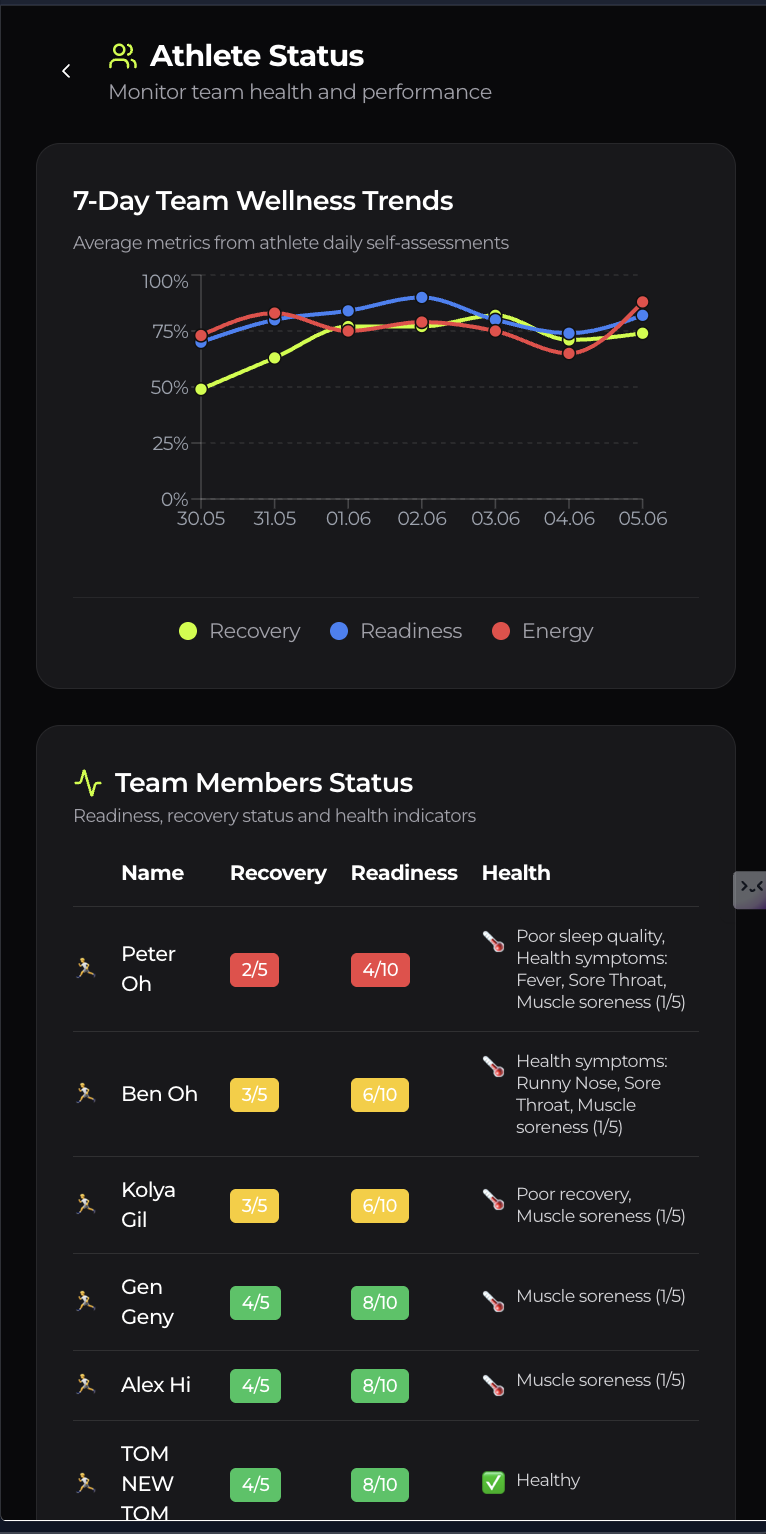 Athlete Status
Monitor team health and performance
7-Day Team Wellness Trends
Average metrics from athlete daily self-assessments
100%
75%
50%
25%
0%
30.05 31.05 01.06 02.06 03.06 04.06 05.06
Recovery Readiness Energy
Team Members Status
Readiness, recovery status and health indicators
Name Recovery Readiness Health
Peter
Oh
2/5
4/10
Poor sleep quality,
Health symptoms:
Fever, Sore Throat,
Muscle soreness (1/5)
Ben Oh
3/5
6/10
Health symptoms:
Runny Nose, Sore
Throat, Muscle
soreness (1/5)
Kolya
Gil
3/5
6/10
Poor recovery,
Muscle soreness (1/5)
Gen
Geny
4/5
8/10
Muscle soreness (1/5)
Alex Hi
4/5
8/10
Muscle soreness (1/5)
TOM
NEW
TOM
4/5
8/10
Healthy